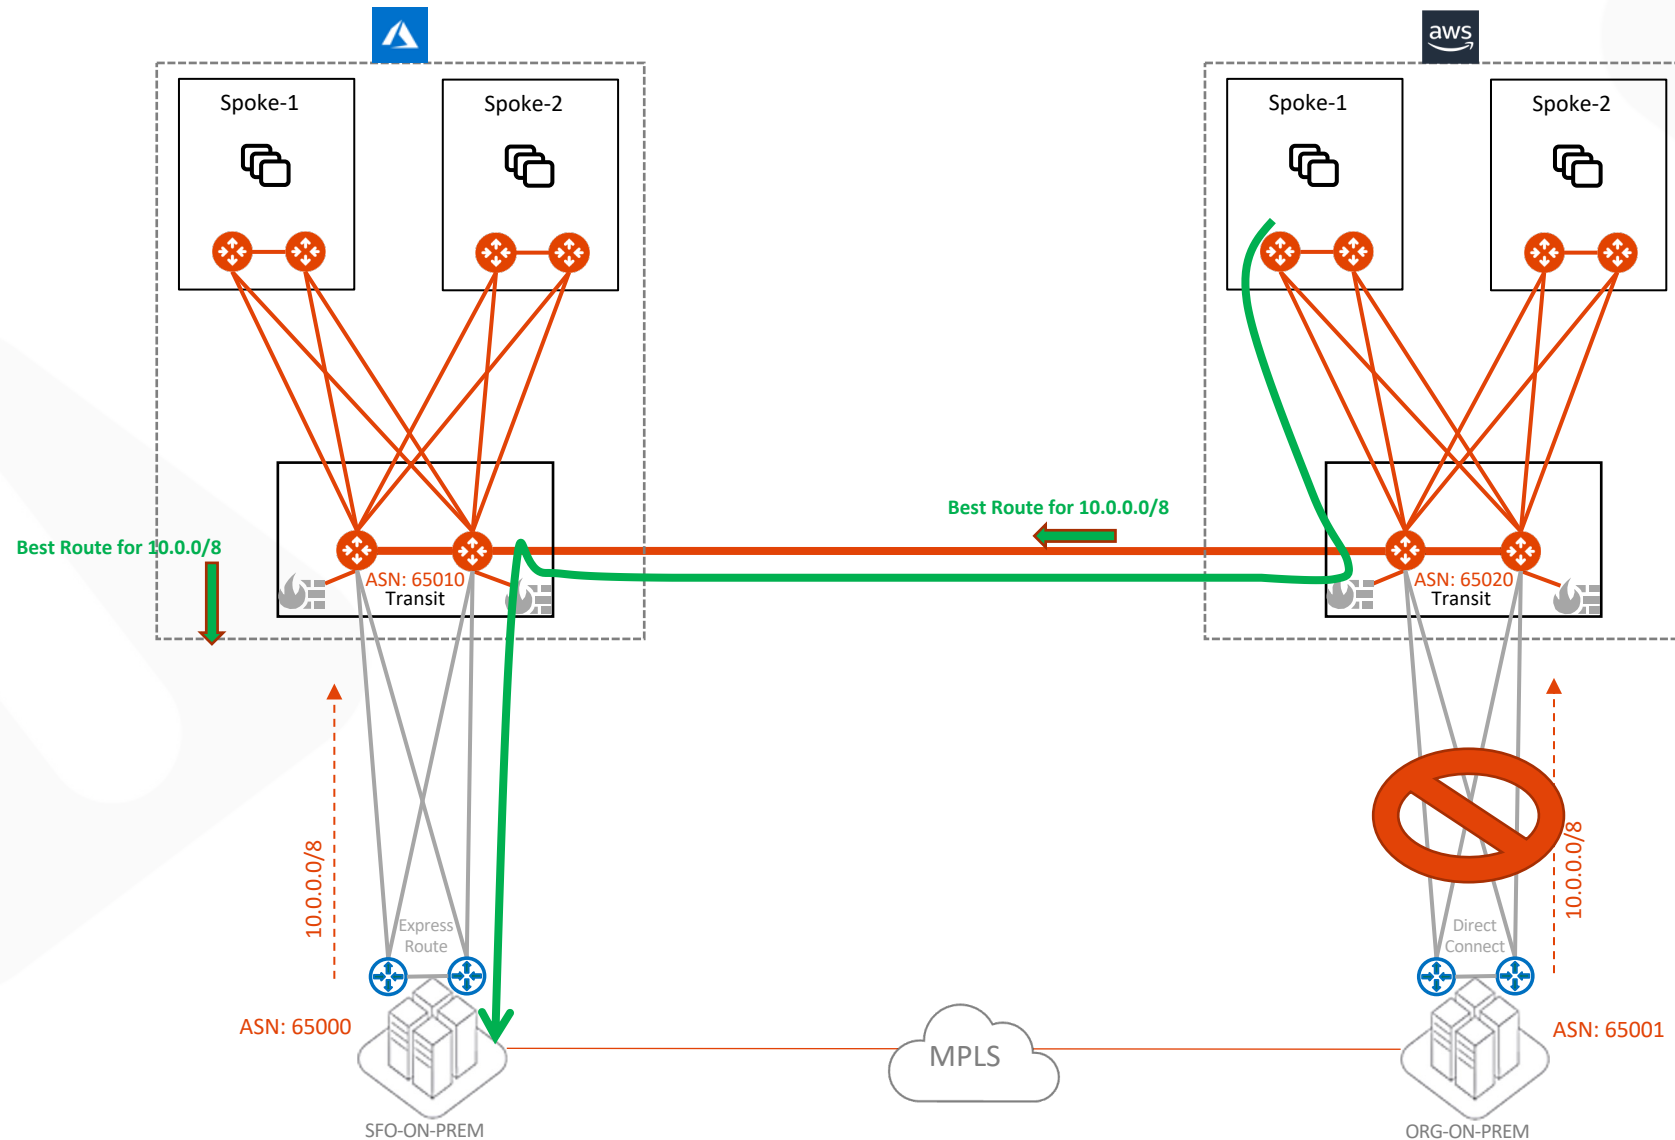 aws
Spoke-1
Spoke-2
Spoke-1
Spoke-2
Best Route for 10.0.0.0/8
Best Route for 10.0.0/8
ASN: 65010
Transit
ASN: 65020
Transit
10.0.0.0/8
10.0.0.0/8
Express
Route
Direct
Connect
ASN: 65000
ASN: 65001
MPLS
SFO-ON-PREM
ORG-ON-PREM